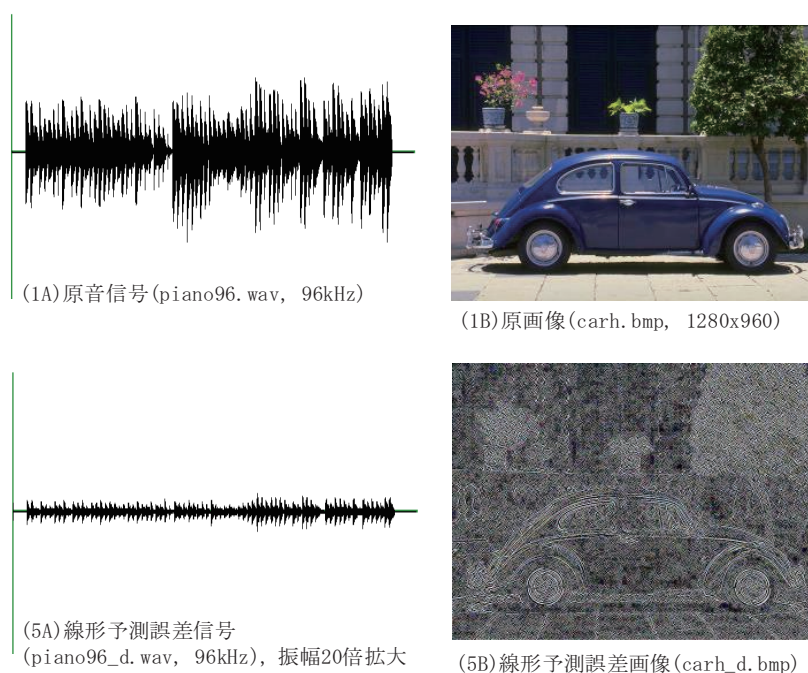 (1A)原音信号(piano96.wav, 96kHz)
(1B)原画像(carh.bmp, 1280x960)
(5A)線形予測誤差信号
(piano96_d.wav, 96kHz), 振幅20倍拡大
(5B)線形予測誤差画像(carh_d.bmp)